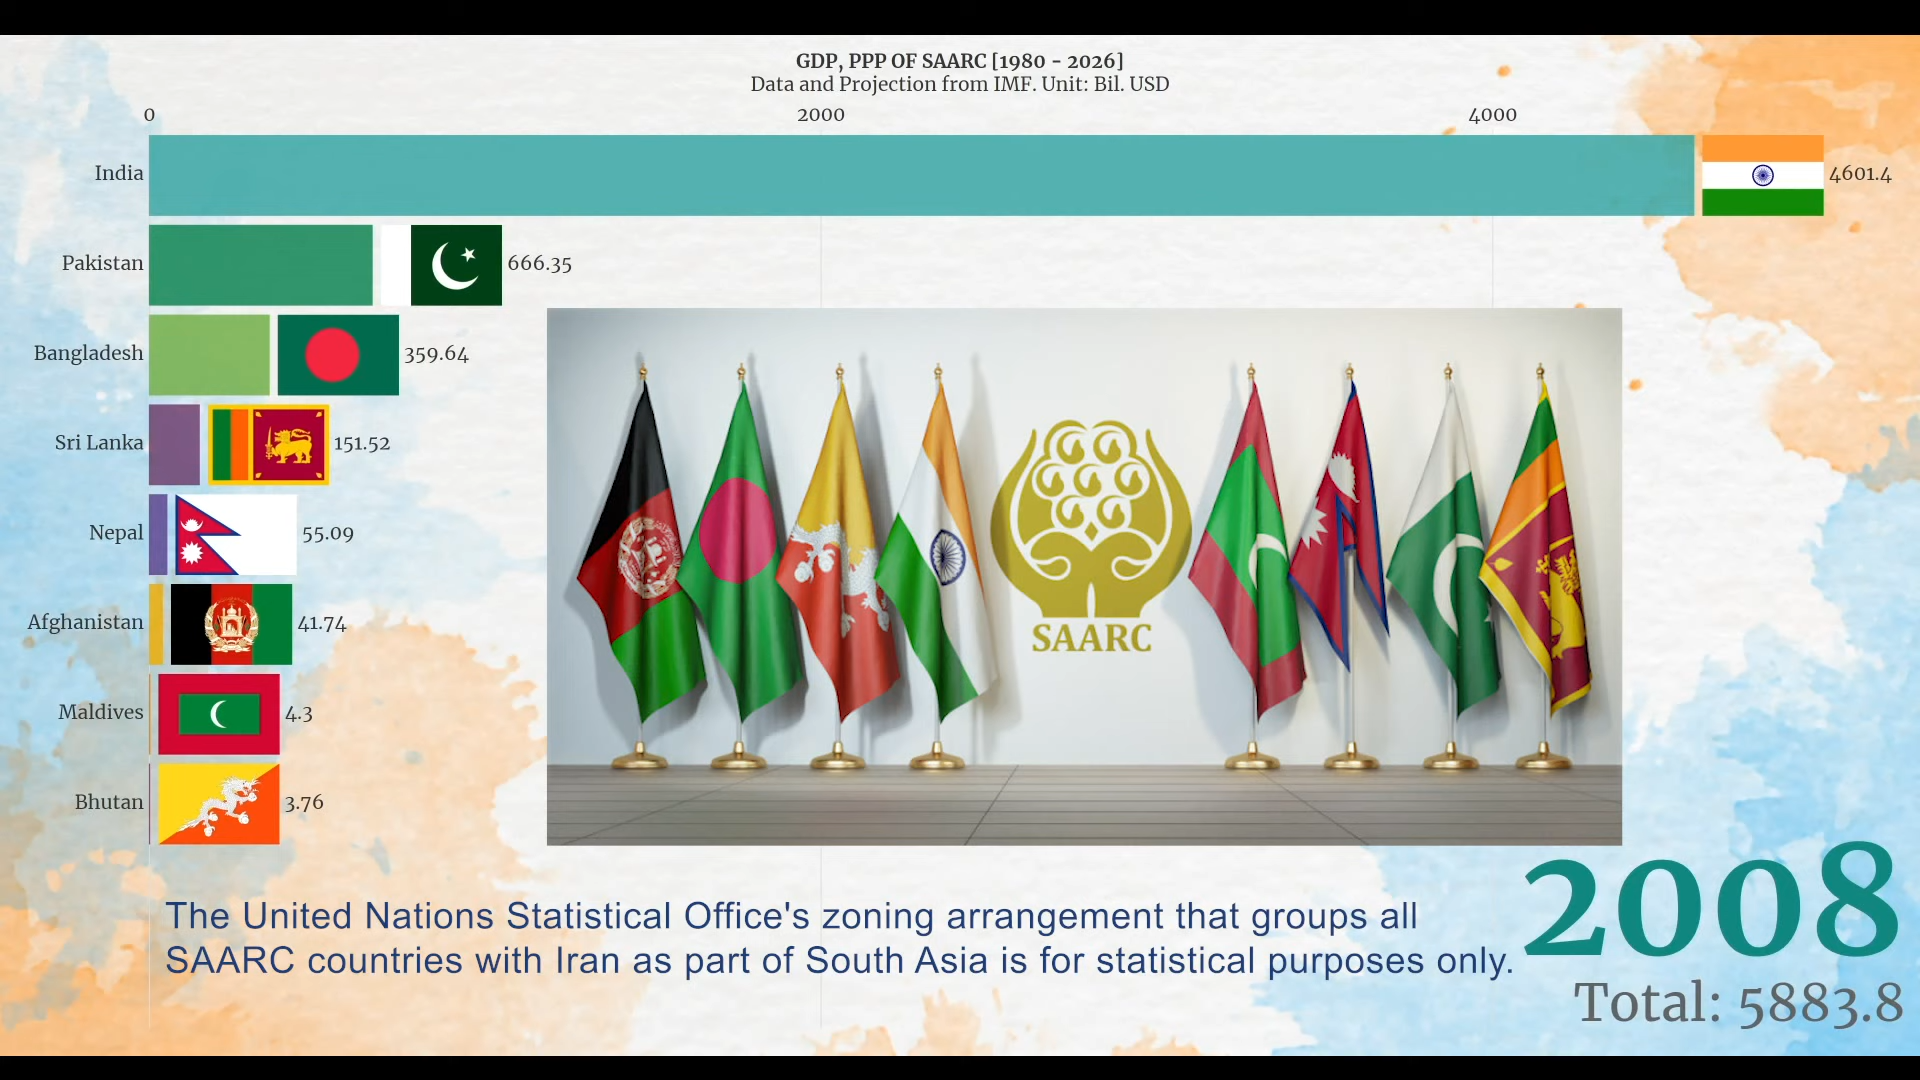 GDP, PPP OF SAARC [1980 - 2026]
Data and Projection from IMF. Unit: Bil. USD
0 2000 4000
India 4601.4
Pakistan 666.35
Bangladesh 359.64
Sri Lanka 151.52
Nepal 55.09
Afghanistan 41.74
Maldives 4.3
Bhutan 3.76
SAARC
The United Nations Statistical Office's zoning arrangement that groups all
SAARC countries with Iran as part of South Asia is for statistical purposes only.
2008
Total: 5883.8